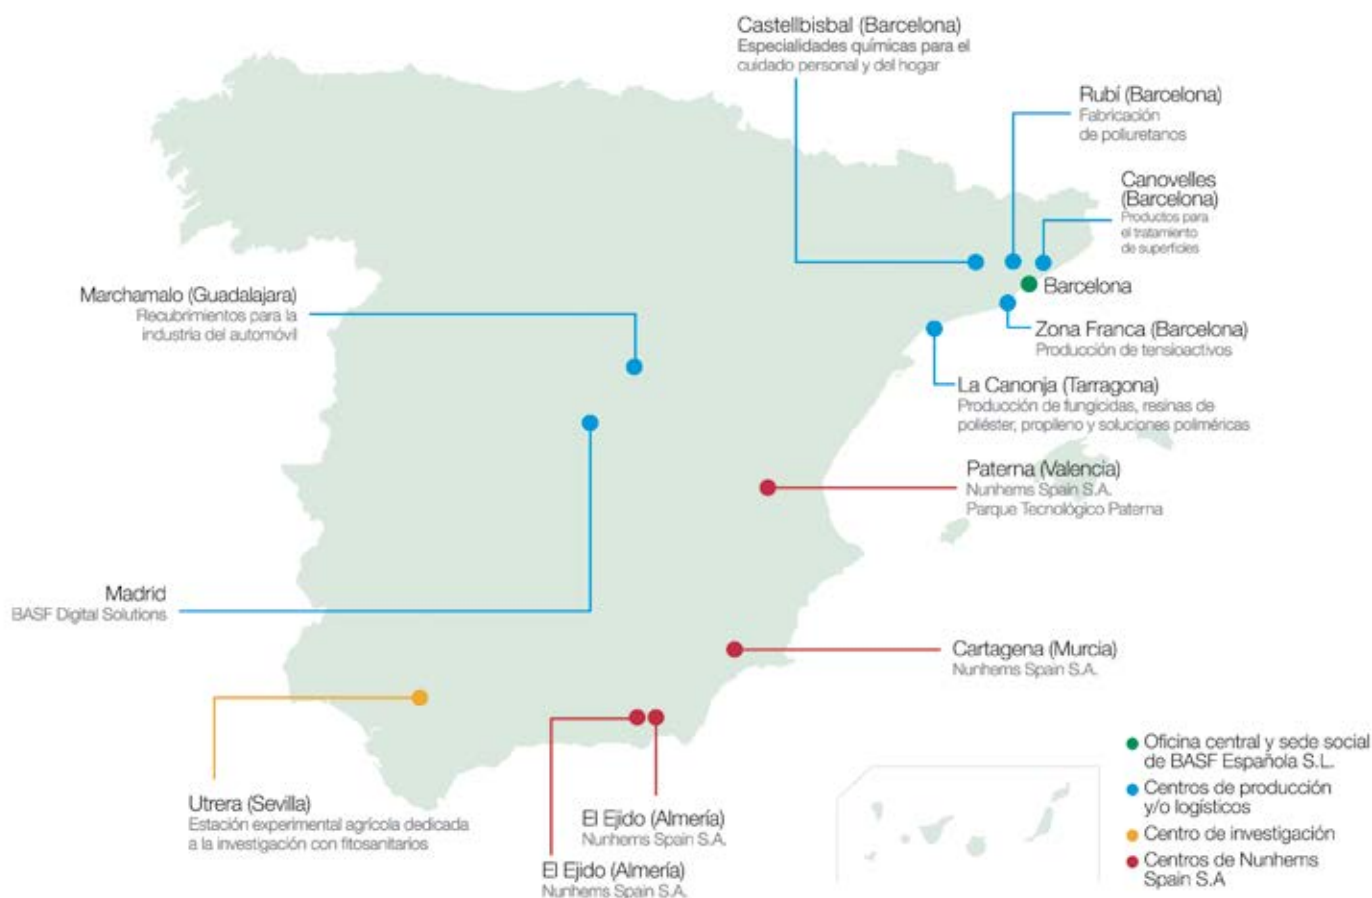 Castellbisbal (Barcelona)
Especialidades químicas para el
cuidado personal y del hogar
Rubí (Barcelona)
Fabricación
de poliuretanos
Canovelles
(Barcelona)
Productos para
el tratamiento
de superficies
Barcelona
Marchamalo (Guadalajara)
Recubrimientos para la
industria del automóvil
Zona Franca (Barcelona)
Producción de tensioactivos
La Canonja (Tarragona)
Producción de fungicidas, resinas de
poliéster, propileno y soluciones poliméricas
Paterna (Valencia)
Nunhems Spain S.A.
Parque Tecnológico Paterna
Madrid
BASF Digital Solutions
Cartagena (Murcia)
Nunhems Spain S.A.
Utrera (Sevilla)
Estación experimental agrícola dedicada
a la investigación con fitosanitarios
El Ejido (Almería)
Nunhems Spain S.A.
El Ejido (Almería)
Nunhems Spain S.A.
Oficina central y sede social
de BASF Española S.L.
Centros de producción
y/o logísticos
Centro de investigación
Centros de Nunhems
Spain S.A